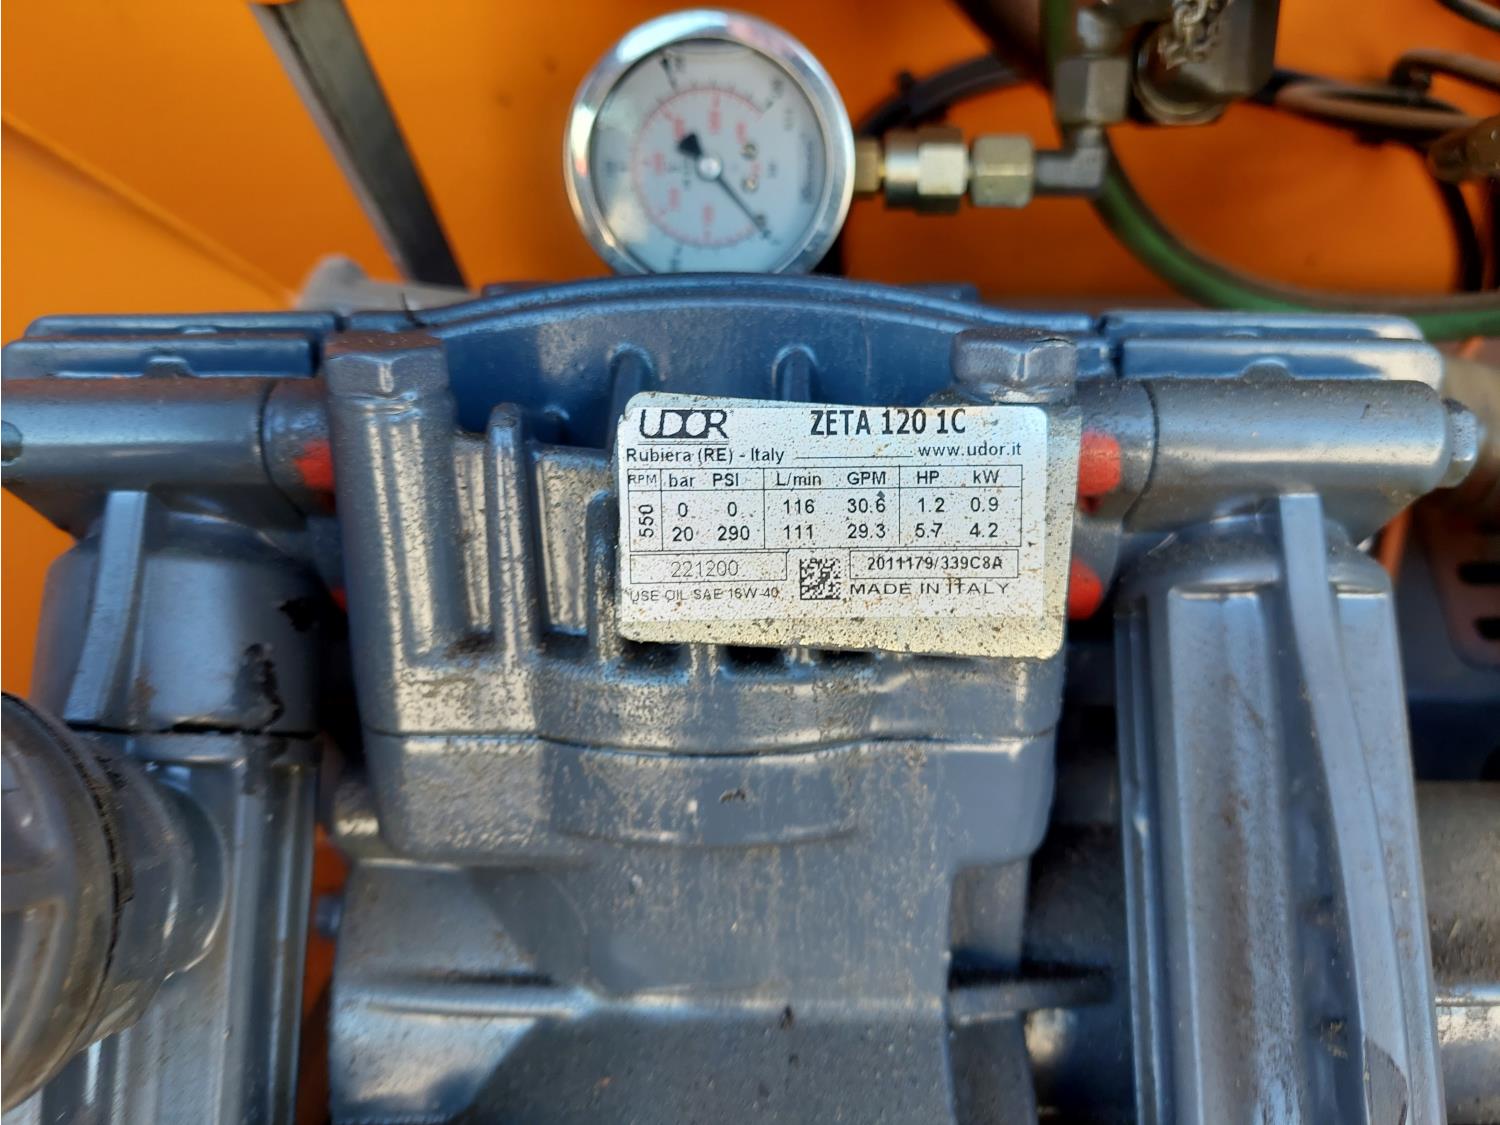 UDOR ZETA 120 1C
Rubiera (RE) - Italy www.udor.it
RPM bar PSI L/min GPM HP kW
550 0 0 116 30.6 1.2 0.9
20 290 111 29.3 5.7 4.2
221200 2011179/339C8A
USE OIL SAE 15W-40 MADE IN ITALY